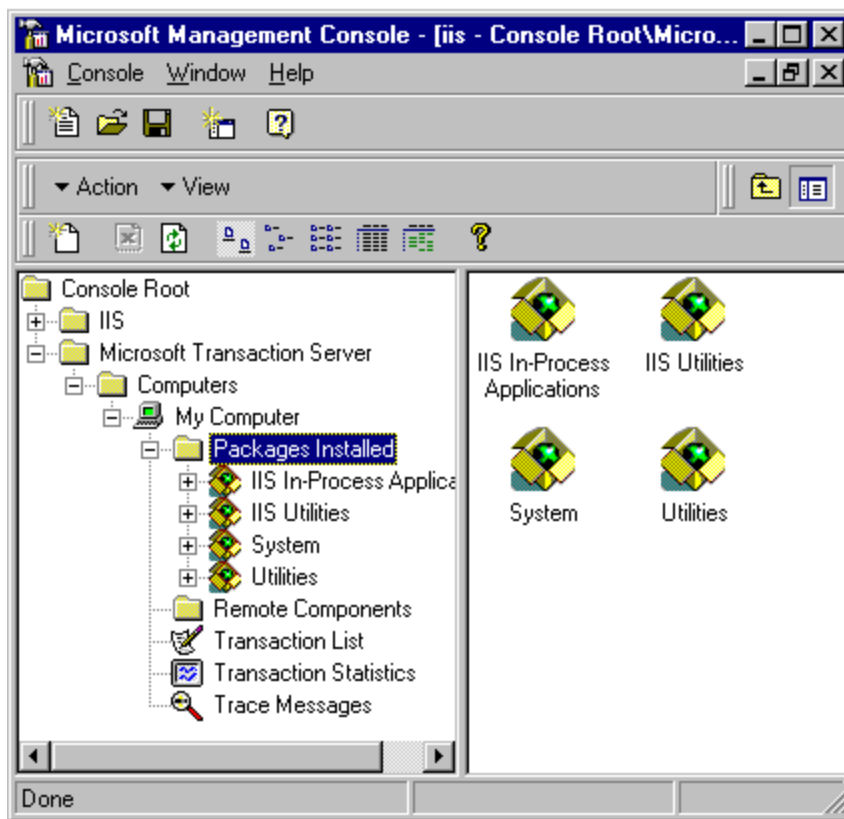 Microsoft Management Console - [iis - Console Root\Micro...
Console Window Help
Action View
Console Root
IIS
Microsoft Transaction Server
Computers
My Computer
Packages Installed
IIS In-Process Applica
IIS Utilities
System
Utilities
Remote Components
Transaction List
Transaction Statistics
Trace Messages
IIS In-Process
Applications
IIS Utilities
System
Utilities
Done